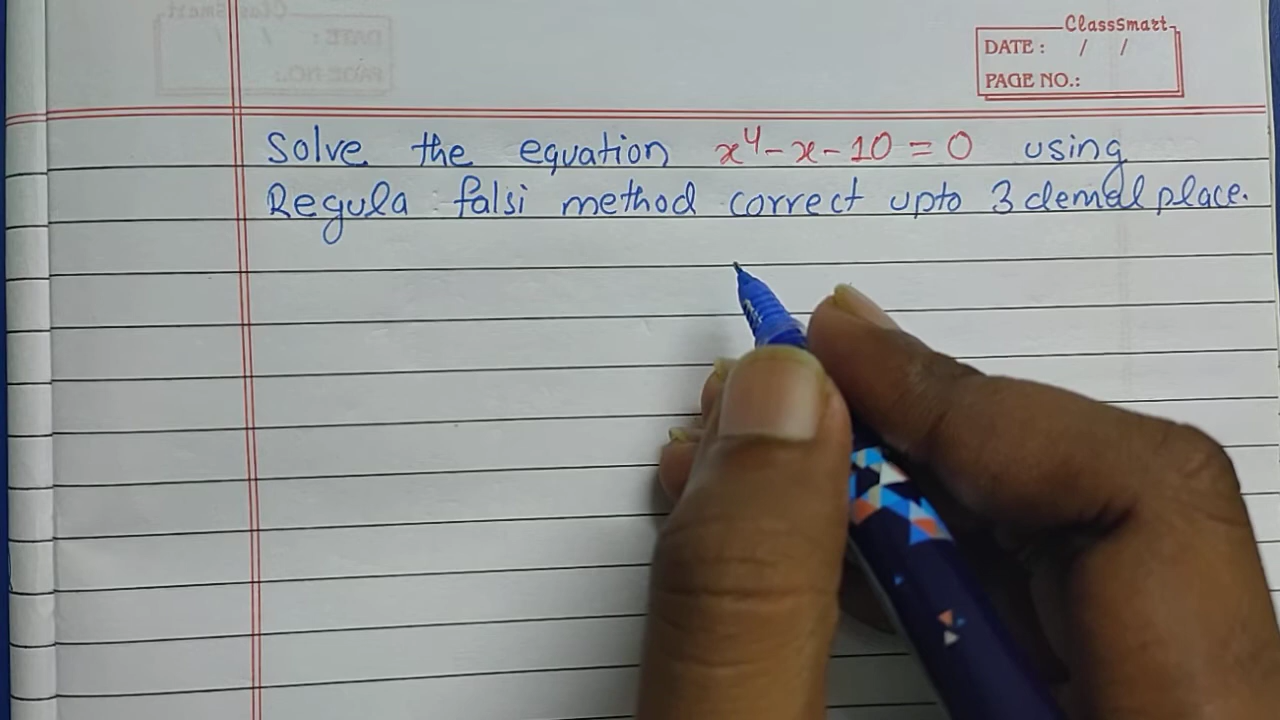 ClassSmart
DATE : / /
PAGE NO.:
Solve the equation x⁴-x-10=0 using
Regula falsi method correct upto 3 demal place.